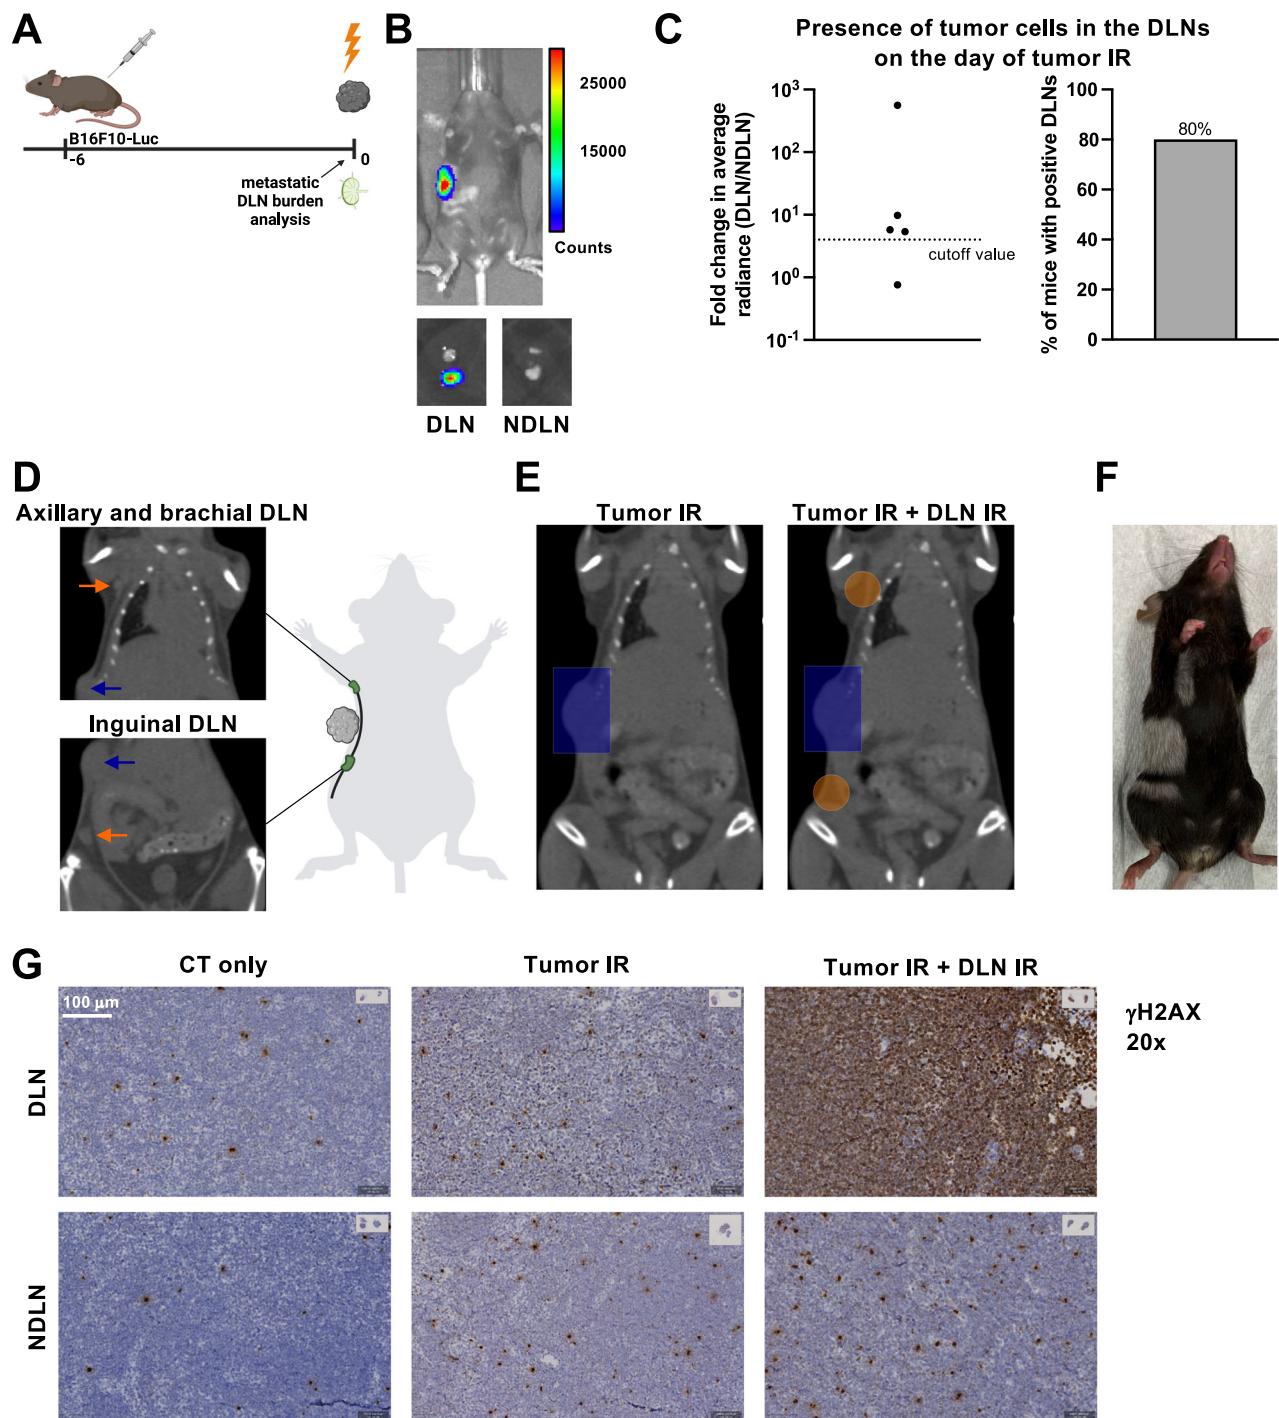 A
B16F10-Luc
-6
0
metastatic
DLN burden
analysis
B
25000
15000
Counts
DLN
NDLN
C
Presence of tumor cells in the DLNs
on the day of tumor IR
Fold change in average
radiance (DLN/NDLN)
10³
10²
10¹
10⁰
10⁻¹
cutoff value
% of mice with positive DLNs
100
80
60
40
20
0
80%
D
Axillary and brachial DLN
Inguinal DLN
E
Tumor IR
Tumor IR + DLN IR
F
G
CT only
Tumor IR
Tumor IR + DLN IR
100 µm
γH2AX
20x
DLN
NDLN